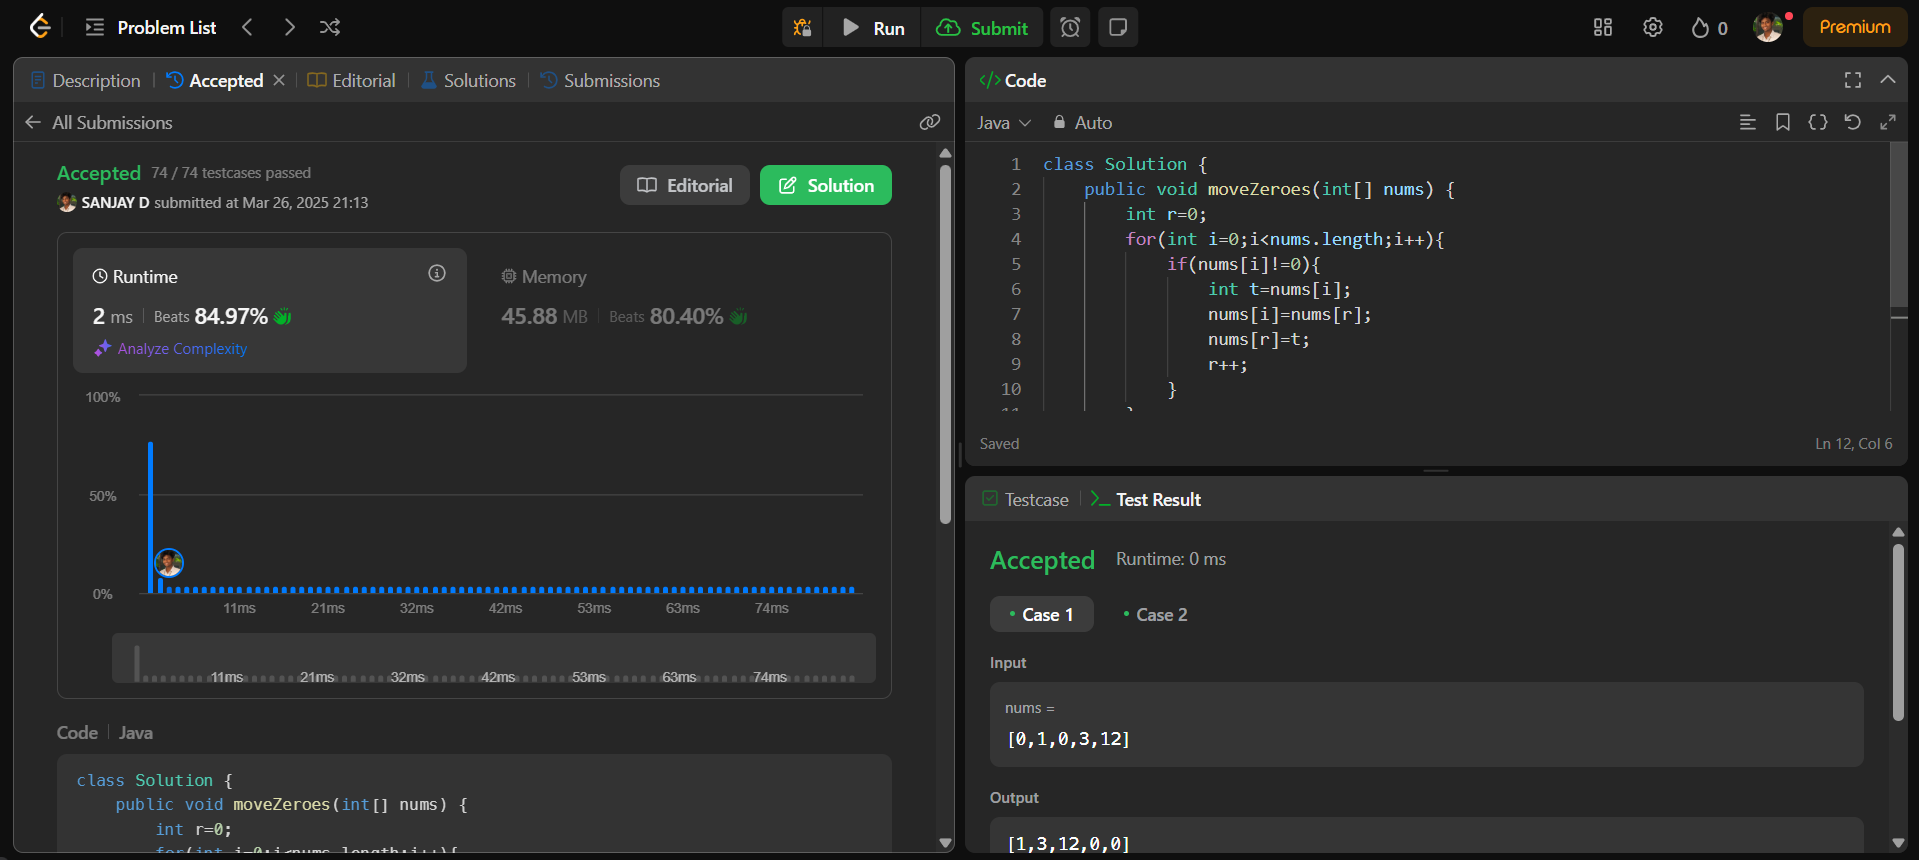 Problem List
Run
Submit
0
Premium
Description
Accepted
Editorial
Solutions
Submissions
All Submissions
Accepted 74 / 74 testcases passed
SANJAY D submitted at Mar 26, 2025 21:13
Editorial
Solution
Runtime
2 ms Beats 84.97%
Analyze Complexity
Memory
45.88 MB Beats 80.40%
100%
50%
0%
11ms 21ms 32ms 42ms 53ms 63ms 74ms
11ms 21ms 32ms 42ms 53ms 63ms 74ms
Code Java
class Solution {
public void moveZeroes(int[] nums) {
int r=0;
for(int i=0;i<nums.length;i++){
</> Code
Java Auto
1 class Solution {
2 public void moveZeroes(int[] nums) {
3 int r=0;
4 for(int i=0;i<nums.length;i++){
5 if(nums[i]!=0){
6 int t=nums[i];
7 nums[i]=nums[r];
8 nums[r]=t;
9 r++;
10 }
11 }
Saved
Ln 12, Col 6
Testcase
Test Result
Accepted Runtime: 0 ms
Case 1 Case 2
Input
nums =
[0,1,0,3,12]
Output
[1,3,12,0,0]